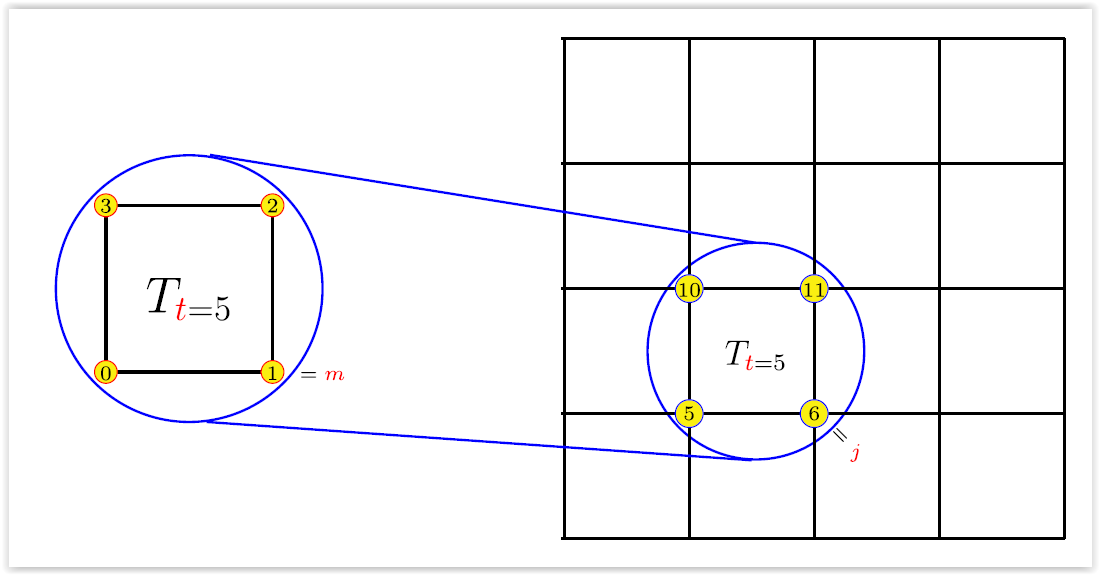 3
2
T_{t=5}
0
1
= m
10
11
T_{t=5}
5
6
= j